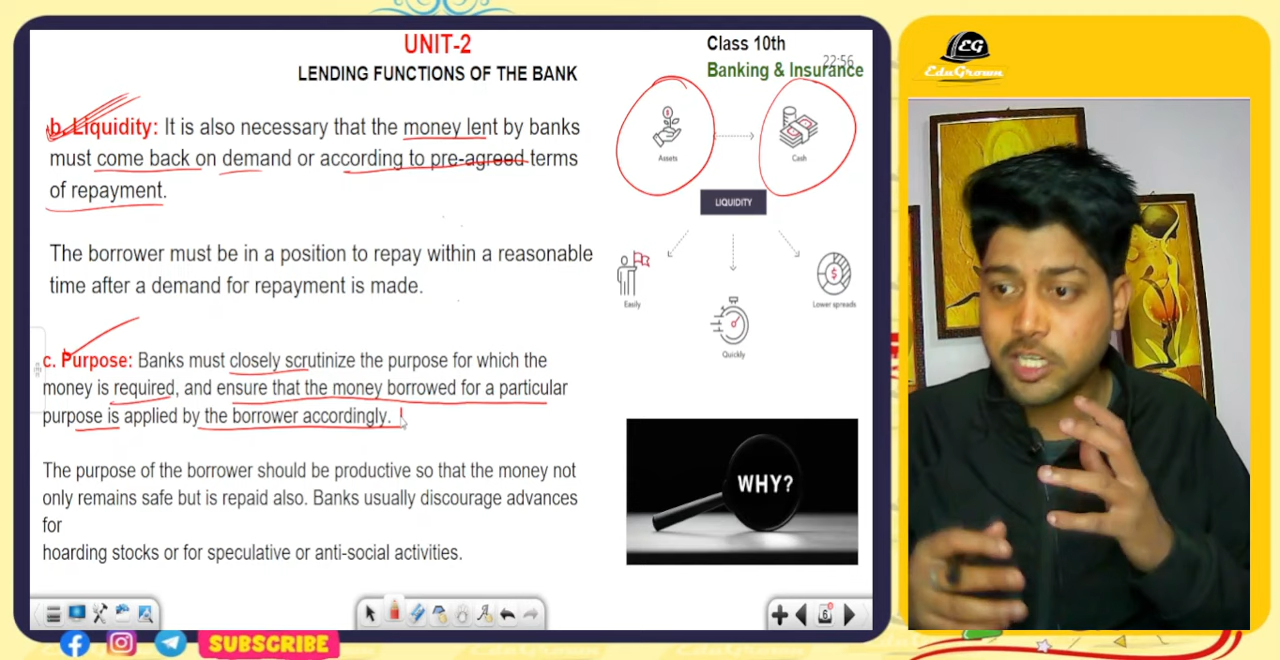 UNIT-2
LENDING FUNCTIONS OF THE BANK
Class 10th
22:56
Banking & Insurance
b. Liquidity: It is also necessary that the money lent by banks
must come back on demand or according to pre-agreed terms
of repayment.
The borrower must be in a position to repay within a reasonable
time after a demand for repayment is made.
c. Purpose: Banks must closely scrutinize the purpose for which the
money is required, and ensure that the money borrowed for a particular
purpose is applied by the borrower accordingly.
The purpose of the borrower should be productive so that the money not
only remains safe but is repaid also. Banks usually discourage advances
for
hoarding stocks or for speculative or anti-social activities.
Assets
Cash
LIQUIDITY
Easily
Quickly
Lower spreads
WHY?
6
SUBSCRIBE
EG
EduGrown